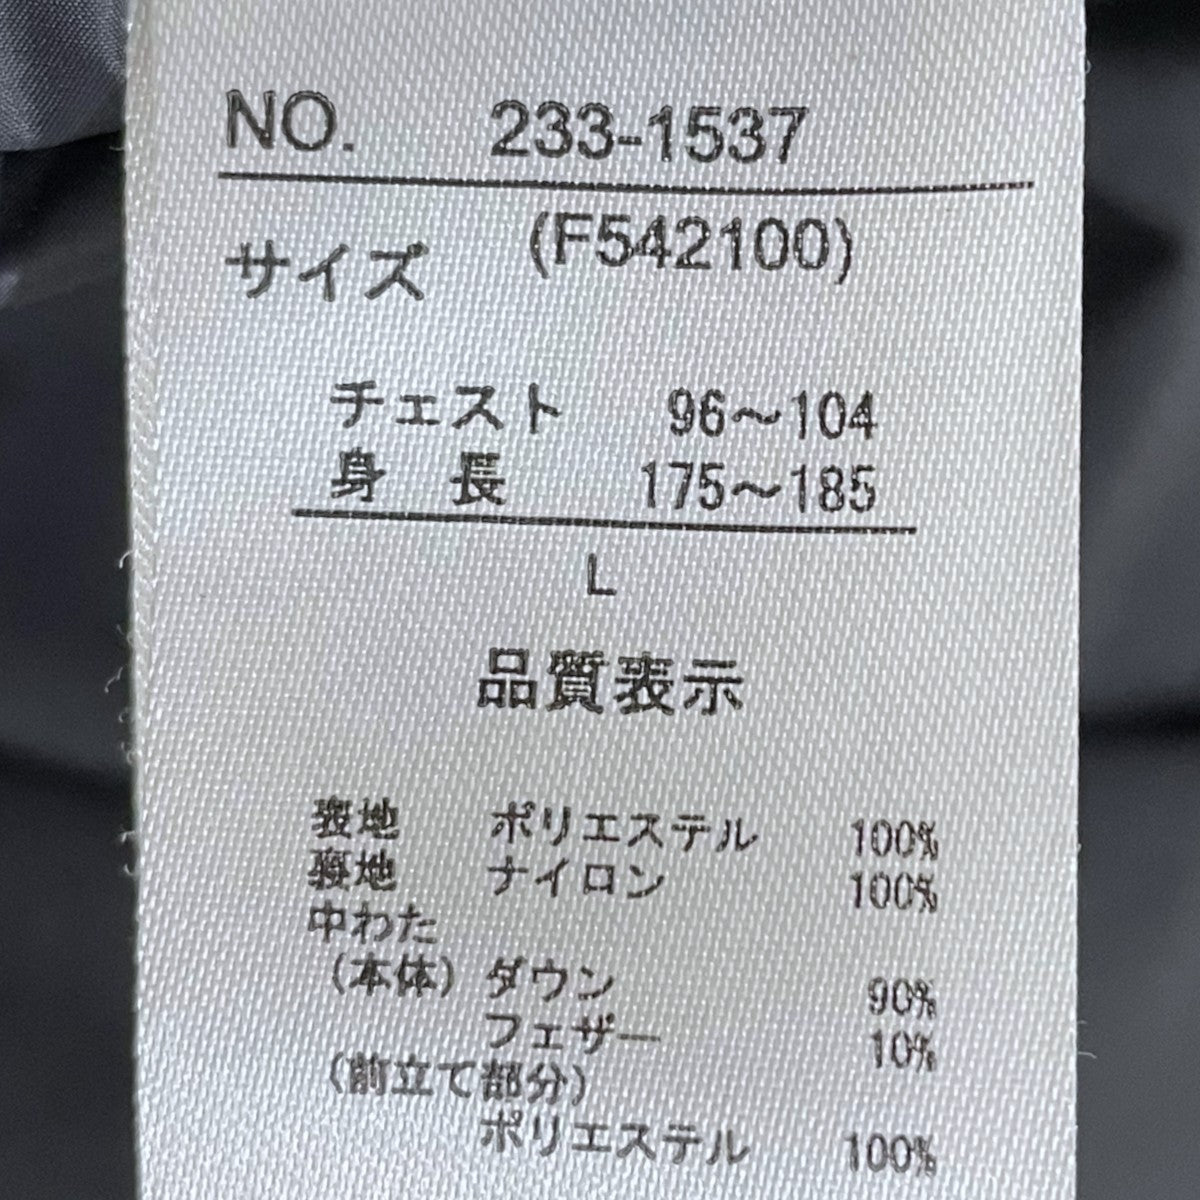 NO. 233-1537
サイズ (F542100)
チェスト 96～104
身 長 175～185
L
品質表示
表地 ポリエステル 100%
裏地 ナイロン 100%
中わた
(本体) ダウン 90%
フェザー 10%
(前立て部分)
ポリエステル 100%